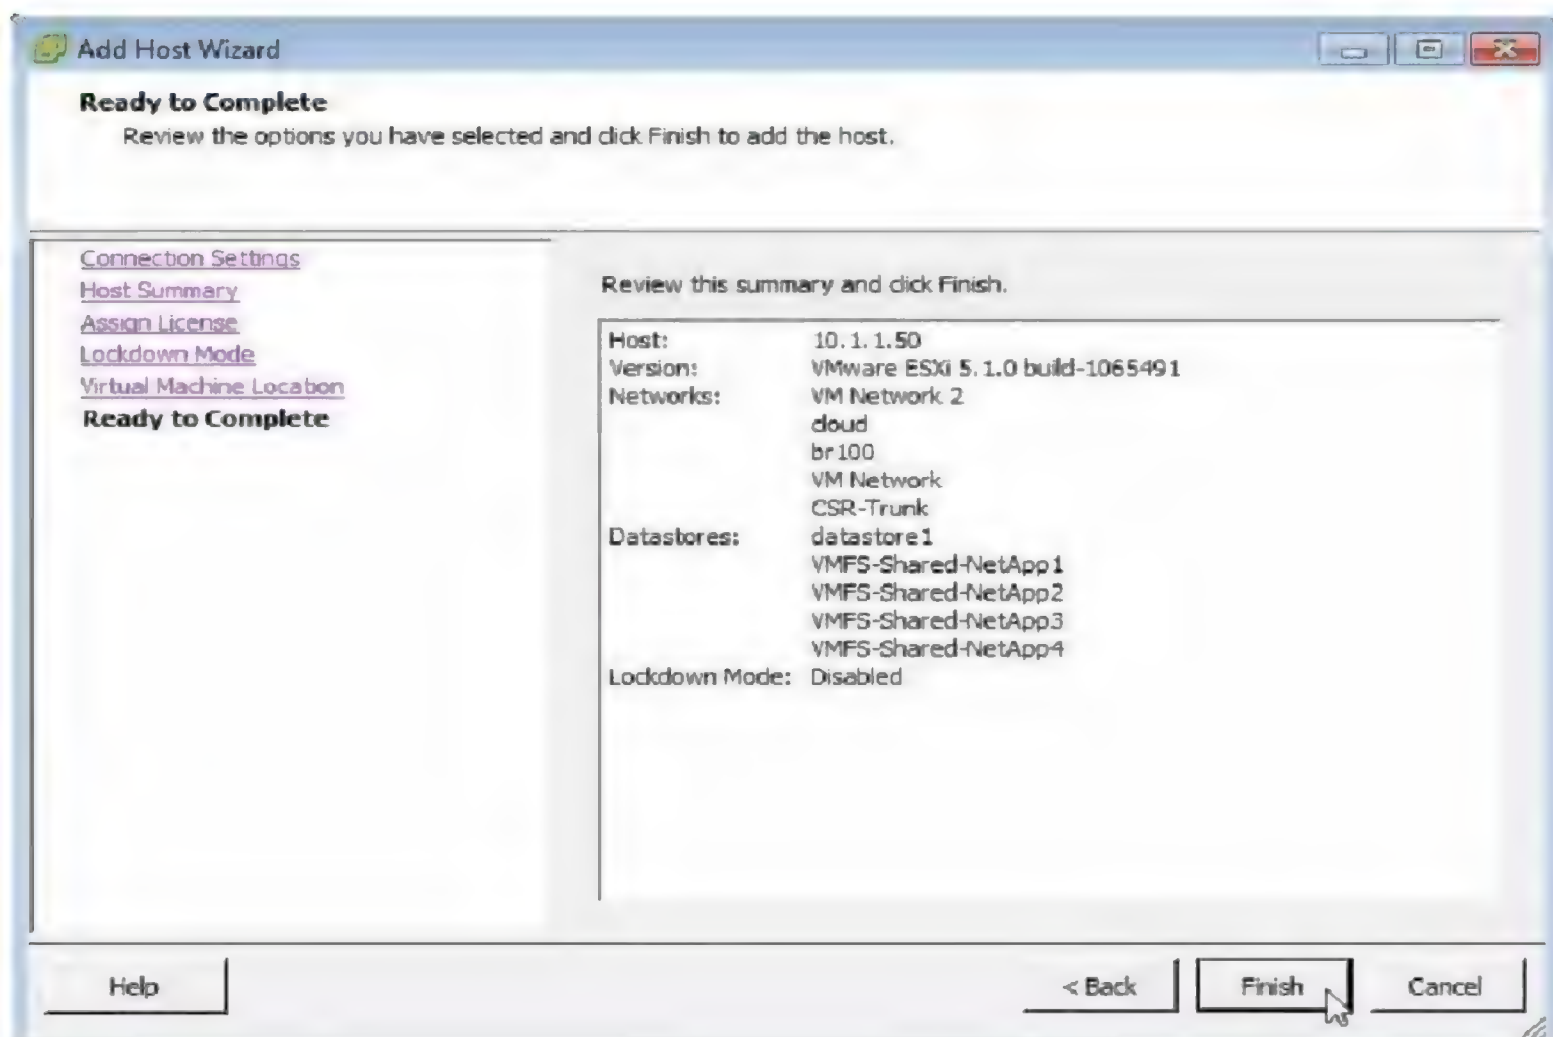 Add Host Wizard
Ready to Complete
Review the options you have selected and click Finish to add the host.
Connection Settings
Host Summary
Assign License
Lockdown Mode
Virtual Machine Location
Ready to Complete
Review this summary and click Finish.
Host: 10.1.1.50
Version: VMware ESXi 5.1.0 build-1065491
Networks: VM Network 2
cloud
br100
VM Network
CSR-Trunk
Datastores: datastore1
VMFS-Shared-NetApp1
VMFS-Shared-NetApp2
VMFS-Shared-NetApp3
VMFS-Shared-NetApp4
Lockdown Mode: Disabled
Help < Back Finish Cancel